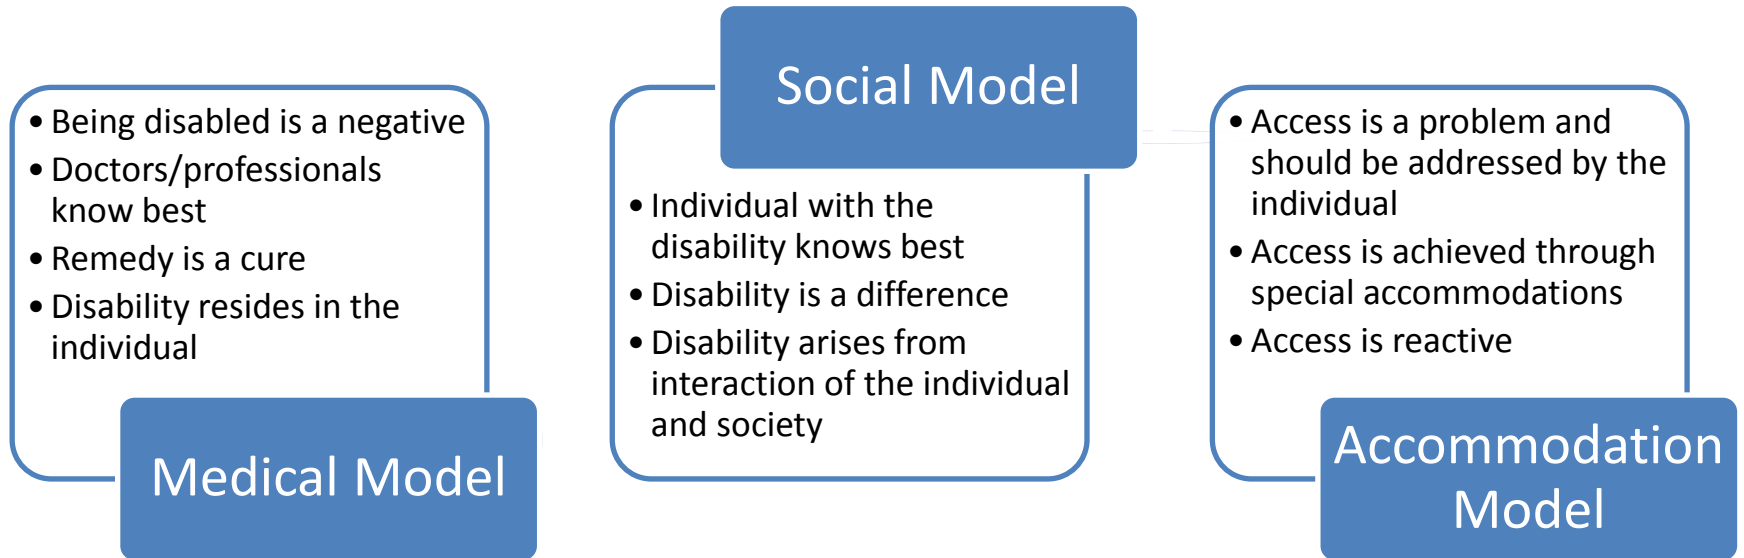 • Being disabled is a negative
• Doctors/professionals
know best
• Remedy is a cure
• Disability resides in the
individual
Medical Model
Social Model
• Individual with the
disability knows best
• Disability is a difference
• Disability arises from
interaction of the individual
and society
• Access is a problem and
should be addressed by the
individual
• Access is achieved through
special accommodations
• Access is reactive
Accommodation
Model